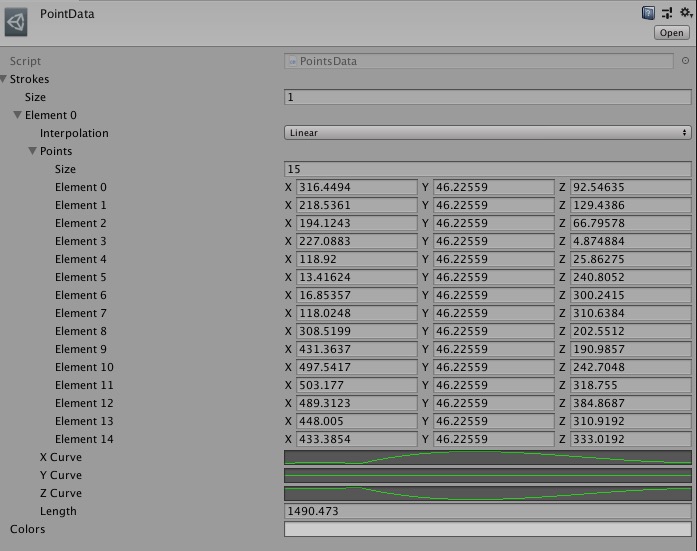 PointData
Open
Script PointsData
Strokes
Size 1
Element 0
Interpolation Linear
Points
Size 15
Element 0 X 316.4494 Y 46.22559 Z 92.54635
Element 1 X 218.5361 Y 46.22559 Z 129.4386
Element 2 X 194.1243 Y 46.22559 Z 66.79578
Element 3 X 227.0883 Y 46.22559 Z 4.874884
Element 4 X 118.92 Y 46.22559 Z 25.86275
Element 5 X 13.41624 Y 46.22559 Z 240.8052
Element 6 X 16.85357 Y 46.22559 Z 300.2415
Element 7 X 118.0248 Y 46.22559 Z 310.6384
Element 8 X 308.5199 Y 46.22559 Z 202.5512
Element 9 X 431.3637 Y 46.22559 Z 190.9857
Element 10 X 497.5417 Y 46.22559 Z 242.7048
Element 11 X 503.177 Y 46.22559 Z 318.755
Element 12 X 489.3123 Y 46.22559 Z 384.8687
Element 13 X 448.005 Y 46.22559 Z 310.9192
Element 14 X 433.3854 Y 46.22559 Z 333.0192
X Curve
Y Curve
Z Curve
Length 1490.473
Colors